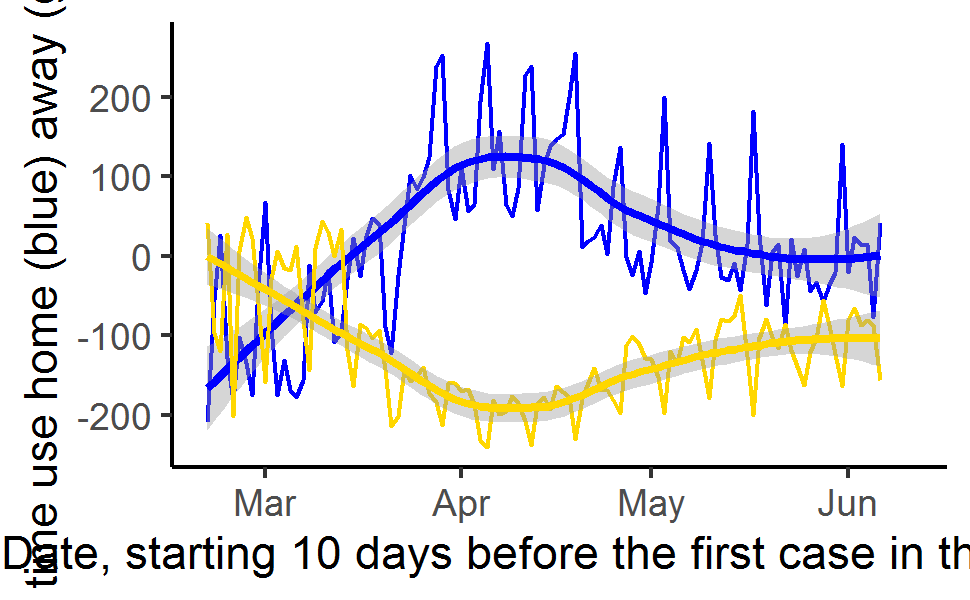 time use home (blue) away (
200
100
0
-100
-200
Mar Apr May Jun
Date, starting 10 days before the first case in th